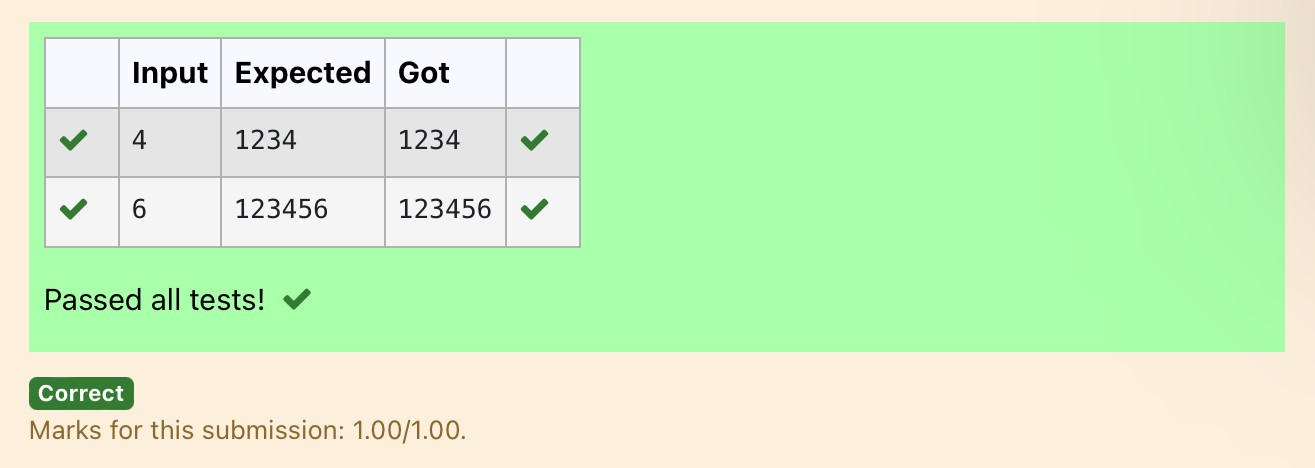 Input Expected Got
4 1234 1234
6 123456 123456
Passed all tests!
Correct
Marks for this submission: 1.00/1.00.